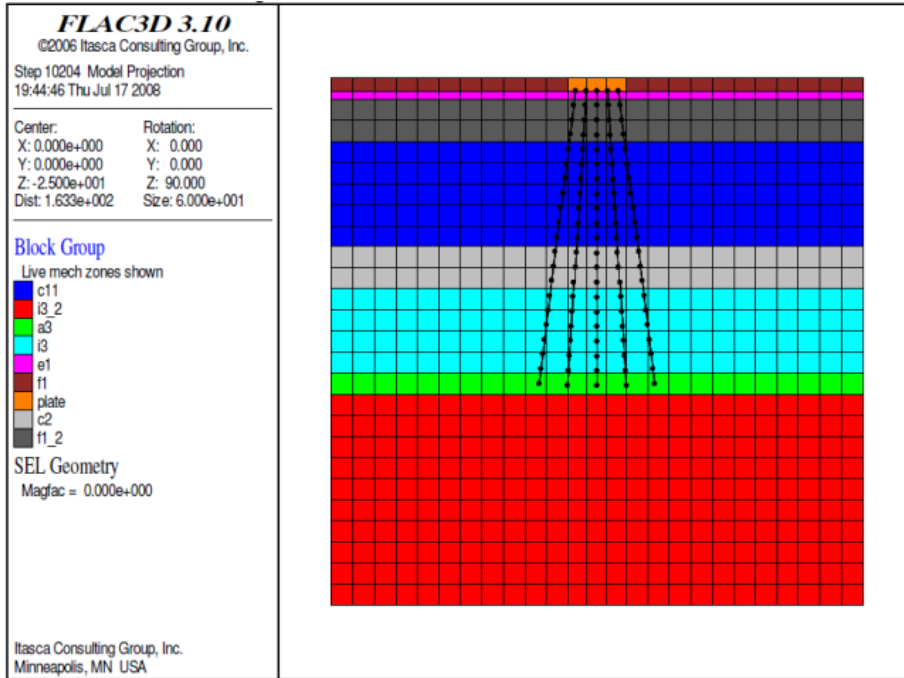 FLAC3D 3.10
©2006 Itasca Consulting Group, Inc.
Step 10204 Model Projection
19:44:46 Thu Jul 17 2008
Center: Rotation:
X: 0.000e+000 X: 0.000
Y: 0.000e+000 Y: 0.000
Z: -2.500e+001 Z: 90.000
Dist: 1.633e+002 Size: 6.000e+001
Block Group
Live mech zones shown
c11
i3_2
a3
i3
e1
f1
plate
c2
f1_2
SEL Geometry
Magfac = 0.000e+000
Itasca Consulting Group, Inc.
Minneapolis, MN USA